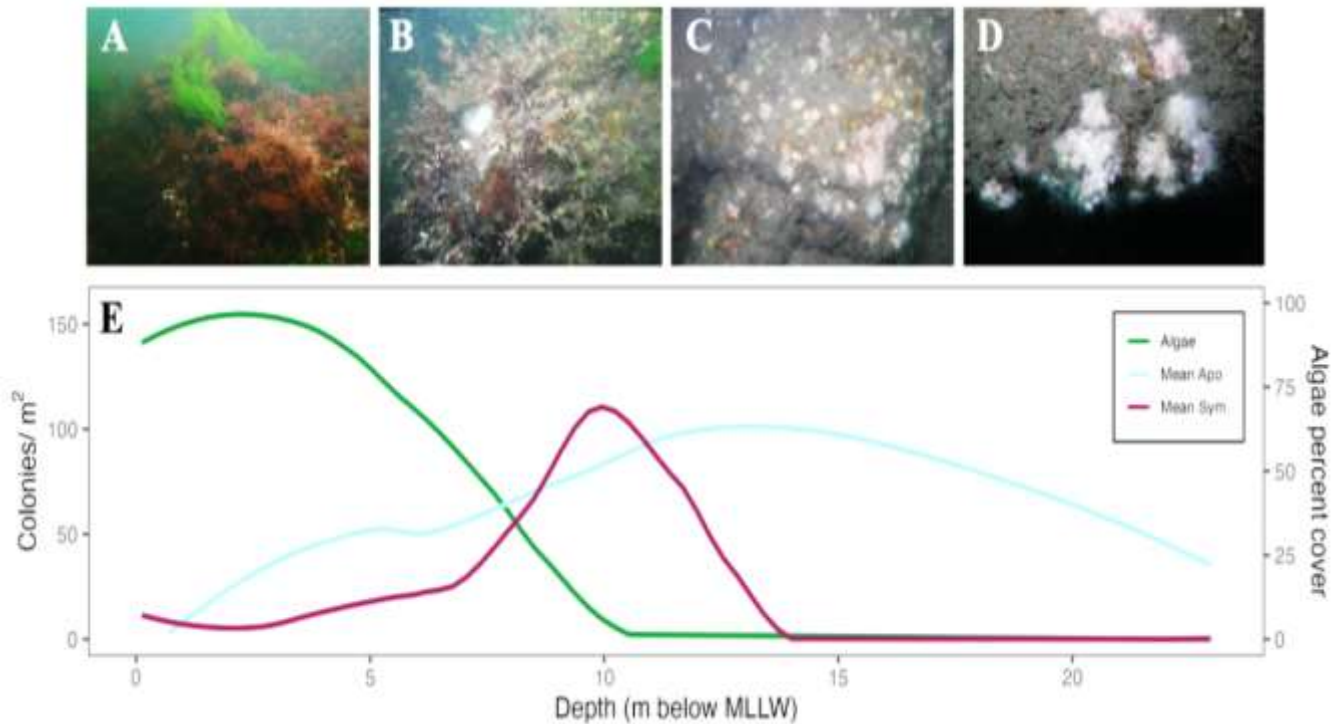 A B C D
E
150
100
50
0
Colonies/ m²
100
75
50
25
0
Algae percent cover
Algae
Mean Apo
Mean Sym
0 5 10 15 20
Depth (m below MLLW)